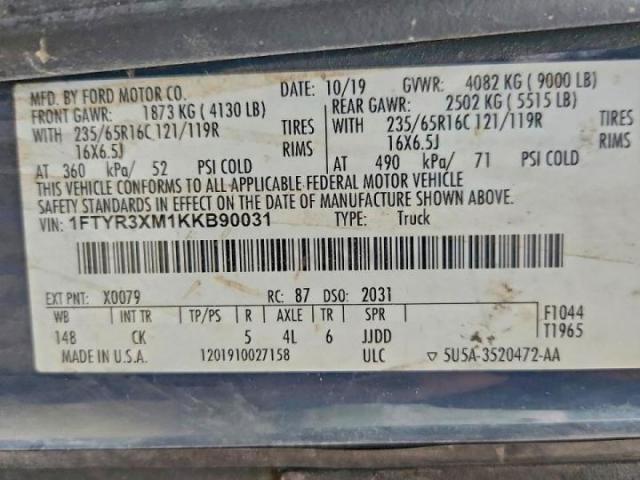 MFD. BY FORD MOTOR CO.
DATE: 10/19 GVWR: 4082 KG ( 9000 LB)
FRONT GAWR: 1873 KG ( 4130 LB) REAR GAWR: 2502 KG ( 5515 LB)
WITH 235/65R16C 121/119R TIRES WITH 235/65R16C 121/119R TIRES
16X6.5J RIMS 16X6.5J RIMS
AT 360 kPa/ 52 PSI COLD AT 490 kPa/ 71 PSI COLD
THIS VEHICLE CONFORMS TO ALL APPLICABLE FEDERAL MOTOR VEHICLE
SAFETY STANDARDS IN EFFECT ON THE DATE OF MANUFACTURE SHOWN ABOVE.
VIN: 1FTYR3XM1KKB90031 TYPE: Truck
EXT PNT: X0079 RC: 87 DSO: 2031
WB INT TR TP/PS R AXLE TR SPR F1044
148 CK 5 4L 6 JJDD T1965
MADE IN U.S.A. 1201910027158 ULC ▽ 5U5A-3520472-AA